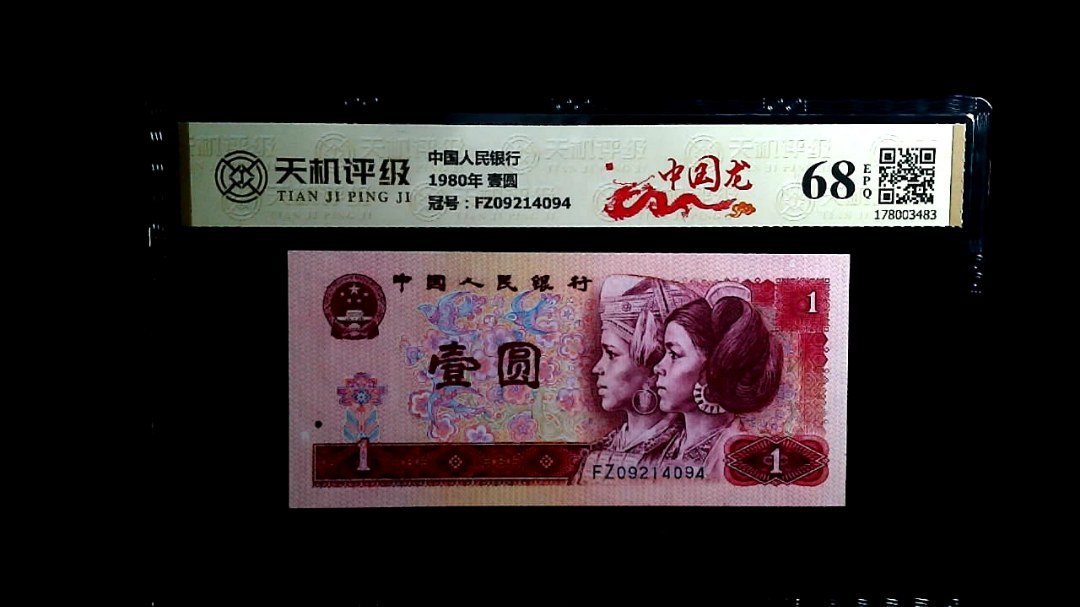 天机评级
TIAN JI PING JI
中国人民银行
1980年 壹圆
冠号：FZ09214094
中国龙
68
EPQ
178003483
中国人民银行
1
壹圆
1
FZ09214094
1